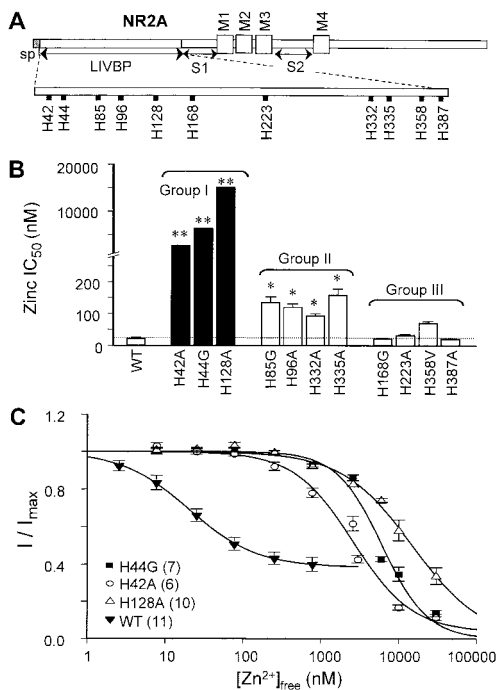 A
NR2A
M1
M2
M3
M4
sp
LIVBP
S1
S2
H42
H44
H85
H96
H128
H168
H223
H332
H335
H358
H387
B
Zinc IC50 (nM)
20000
10000
200
100
0
Group I
**
**
**
Group II
*
*
*
*
Group III
WT
H42A
H44G
H128A
H85G
H96A
H332A
H335A
H168G
H223A
H358V
H387A
C
I / Imax
1.2
0.8
0.4
0.0
H44G (7)
H42A (6)
H128A (10)
WT (11)
1 10 100 1000 10000 100000
[Zn2+]free (nM)